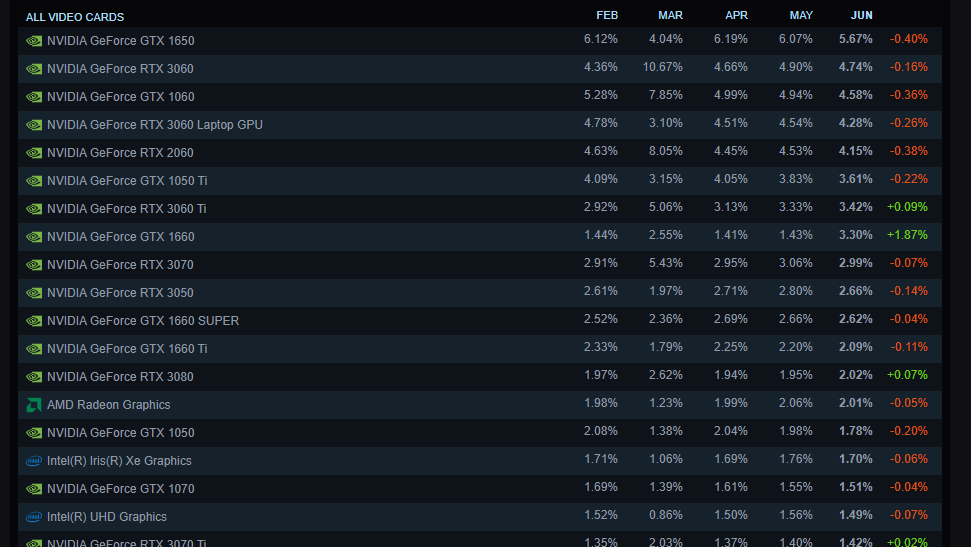 ALL VIDEO CARDS FEB MAR APR MAY JUN
NVIDIA GeForce GTX 1650 6.12% 4.04% 6.19% 6.07% 5.67% -0.40%
NVIDIA GeForce RTX 3060 4.36% 10.67% 4.66% 4.90% 4.74% -0.16%
NVIDIA GeForce GTX 1060 5.28% 7.85% 4.99% 4.94% 4.58% -0.36%
NVIDIA GeForce RTX 3060 Laptop GPU 4.78% 3.10% 4.51% 4.54% 4.28% -0.26%
NVIDIA GeForce RTX 2060 4.63% 8.05% 4.45% 4.53% 4.15% -0.38%
NVIDIA GeForce GTX 1050 Ti 4.09% 3.15% 4.05% 3.83% 3.61% -0.22%
NVIDIA GeForce RTX 3060 Ti 2.92% 5.06% 3.13% 3.33% 3.42% +0.09%
NVIDIA GeForce GTX 1660 1.44% 2.55% 1.41% 1.43% 3.30% +1.87%
NVIDIA GeForce RTX 3070 2.91% 5.43% 2.95% 3.06% 2.99% -0.07%
NVIDIA GeForce RTX 3050 2.61% 1.97% 2.71% 2.80% 2.66% -0.14%
NVIDIA GeForce GTX 1660 SUPER 2.52% 2.36% 2.69% 2.66% 2.62% -0.04%
NVIDIA GeForce GTX 1660 Ti 2.33% 1.79% 2.25% 2.20% 2.09% -0.11%
NVIDIA GeForce RTX 3080 1.97% 2.62% 1.94% 1.95% 2.02% +0.07%
AMD Radeon Graphics 1.98% 1.23% 1.99% 2.06% 2.01% -0.05%
NVIDIA GeForce GTX 1050 2.08% 1.38% 2.04% 1.98% 1.78% -0.20%
Intel(R) Iris(R) Xe Graphics 1.71% 1.06% 1.69% 1.76% 1.70% -0.06%
NVIDIA GeForce GTX 1070 1.69% 1.39% 1.61% 1.55% 1.51% -0.04%
Intel(R) UHD Graphics 1.52% 0.86% 1.50% 1.56% 1.49% -0.07%
NVIDIA GeForce RTX 3070 Ti 1.35% 2.03% 1.37% 1.40% 1.42% +0.02%